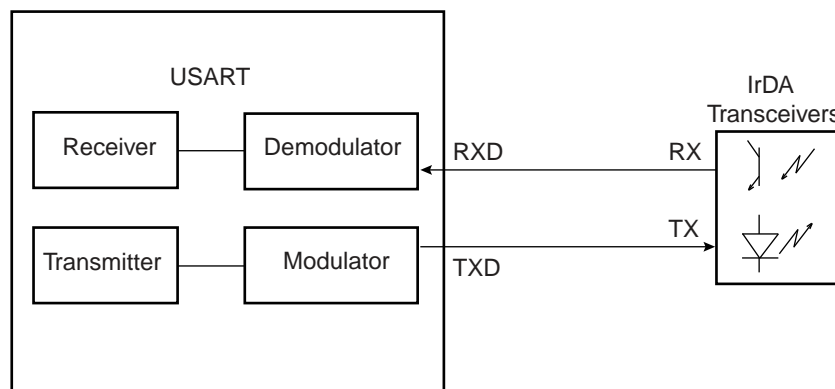 USART
IrDA
Transceivers
Receiver
Demodulator
RXD
RX
Transmitter
Modulator
TXD
TX